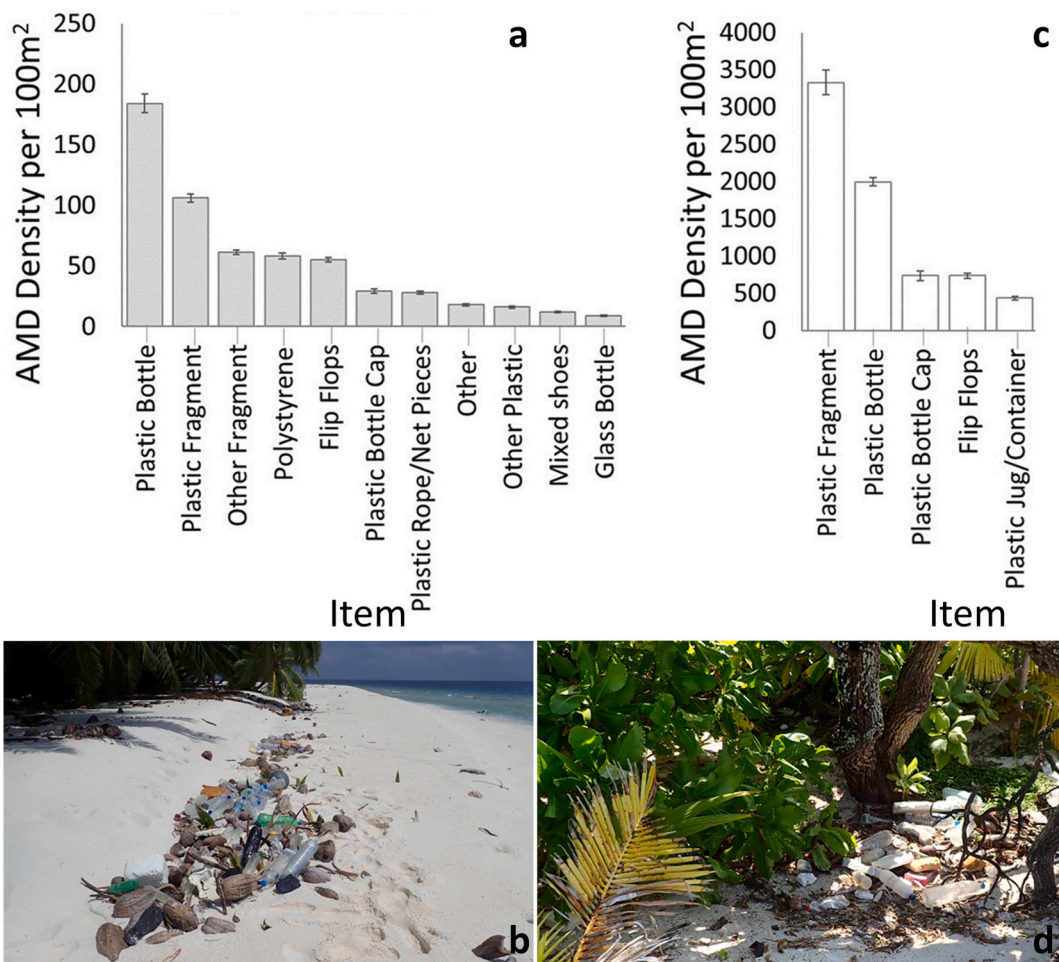 a
AMD Density per 100m²
250
200
150
100
50
0
Plastic Bottle
Plastic Fragment
Other Fragment
Polystyrene
Flip Flops
Plastic Bottle Cap
Plastic Rope/Net Pieces
Other
Other Plastic
Mixed shoes
Glass Bottle
Item
c
AMD Density per 100m²
4000
3500
3000
2500
2000
1500
1000
500
0
Plastic Fragment
Plastic Bottle
Plastic Bottle Cap
Flip Flops
Plastic Jug/Container
Item
b
d